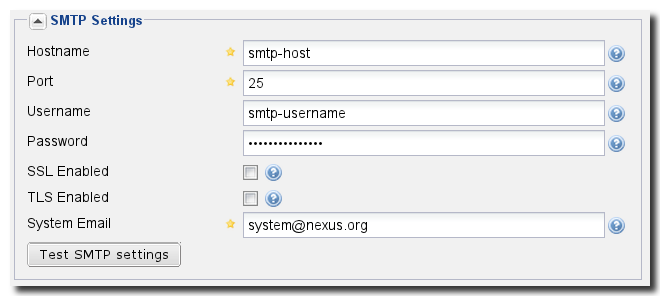 SMTP Settings
Hostname smtp-host
Port 25
Username smtp-username
Password •••••••••••••••
SSL Enabled
TLS Enabled
System Email system@nexus.org
Test SMTP settings